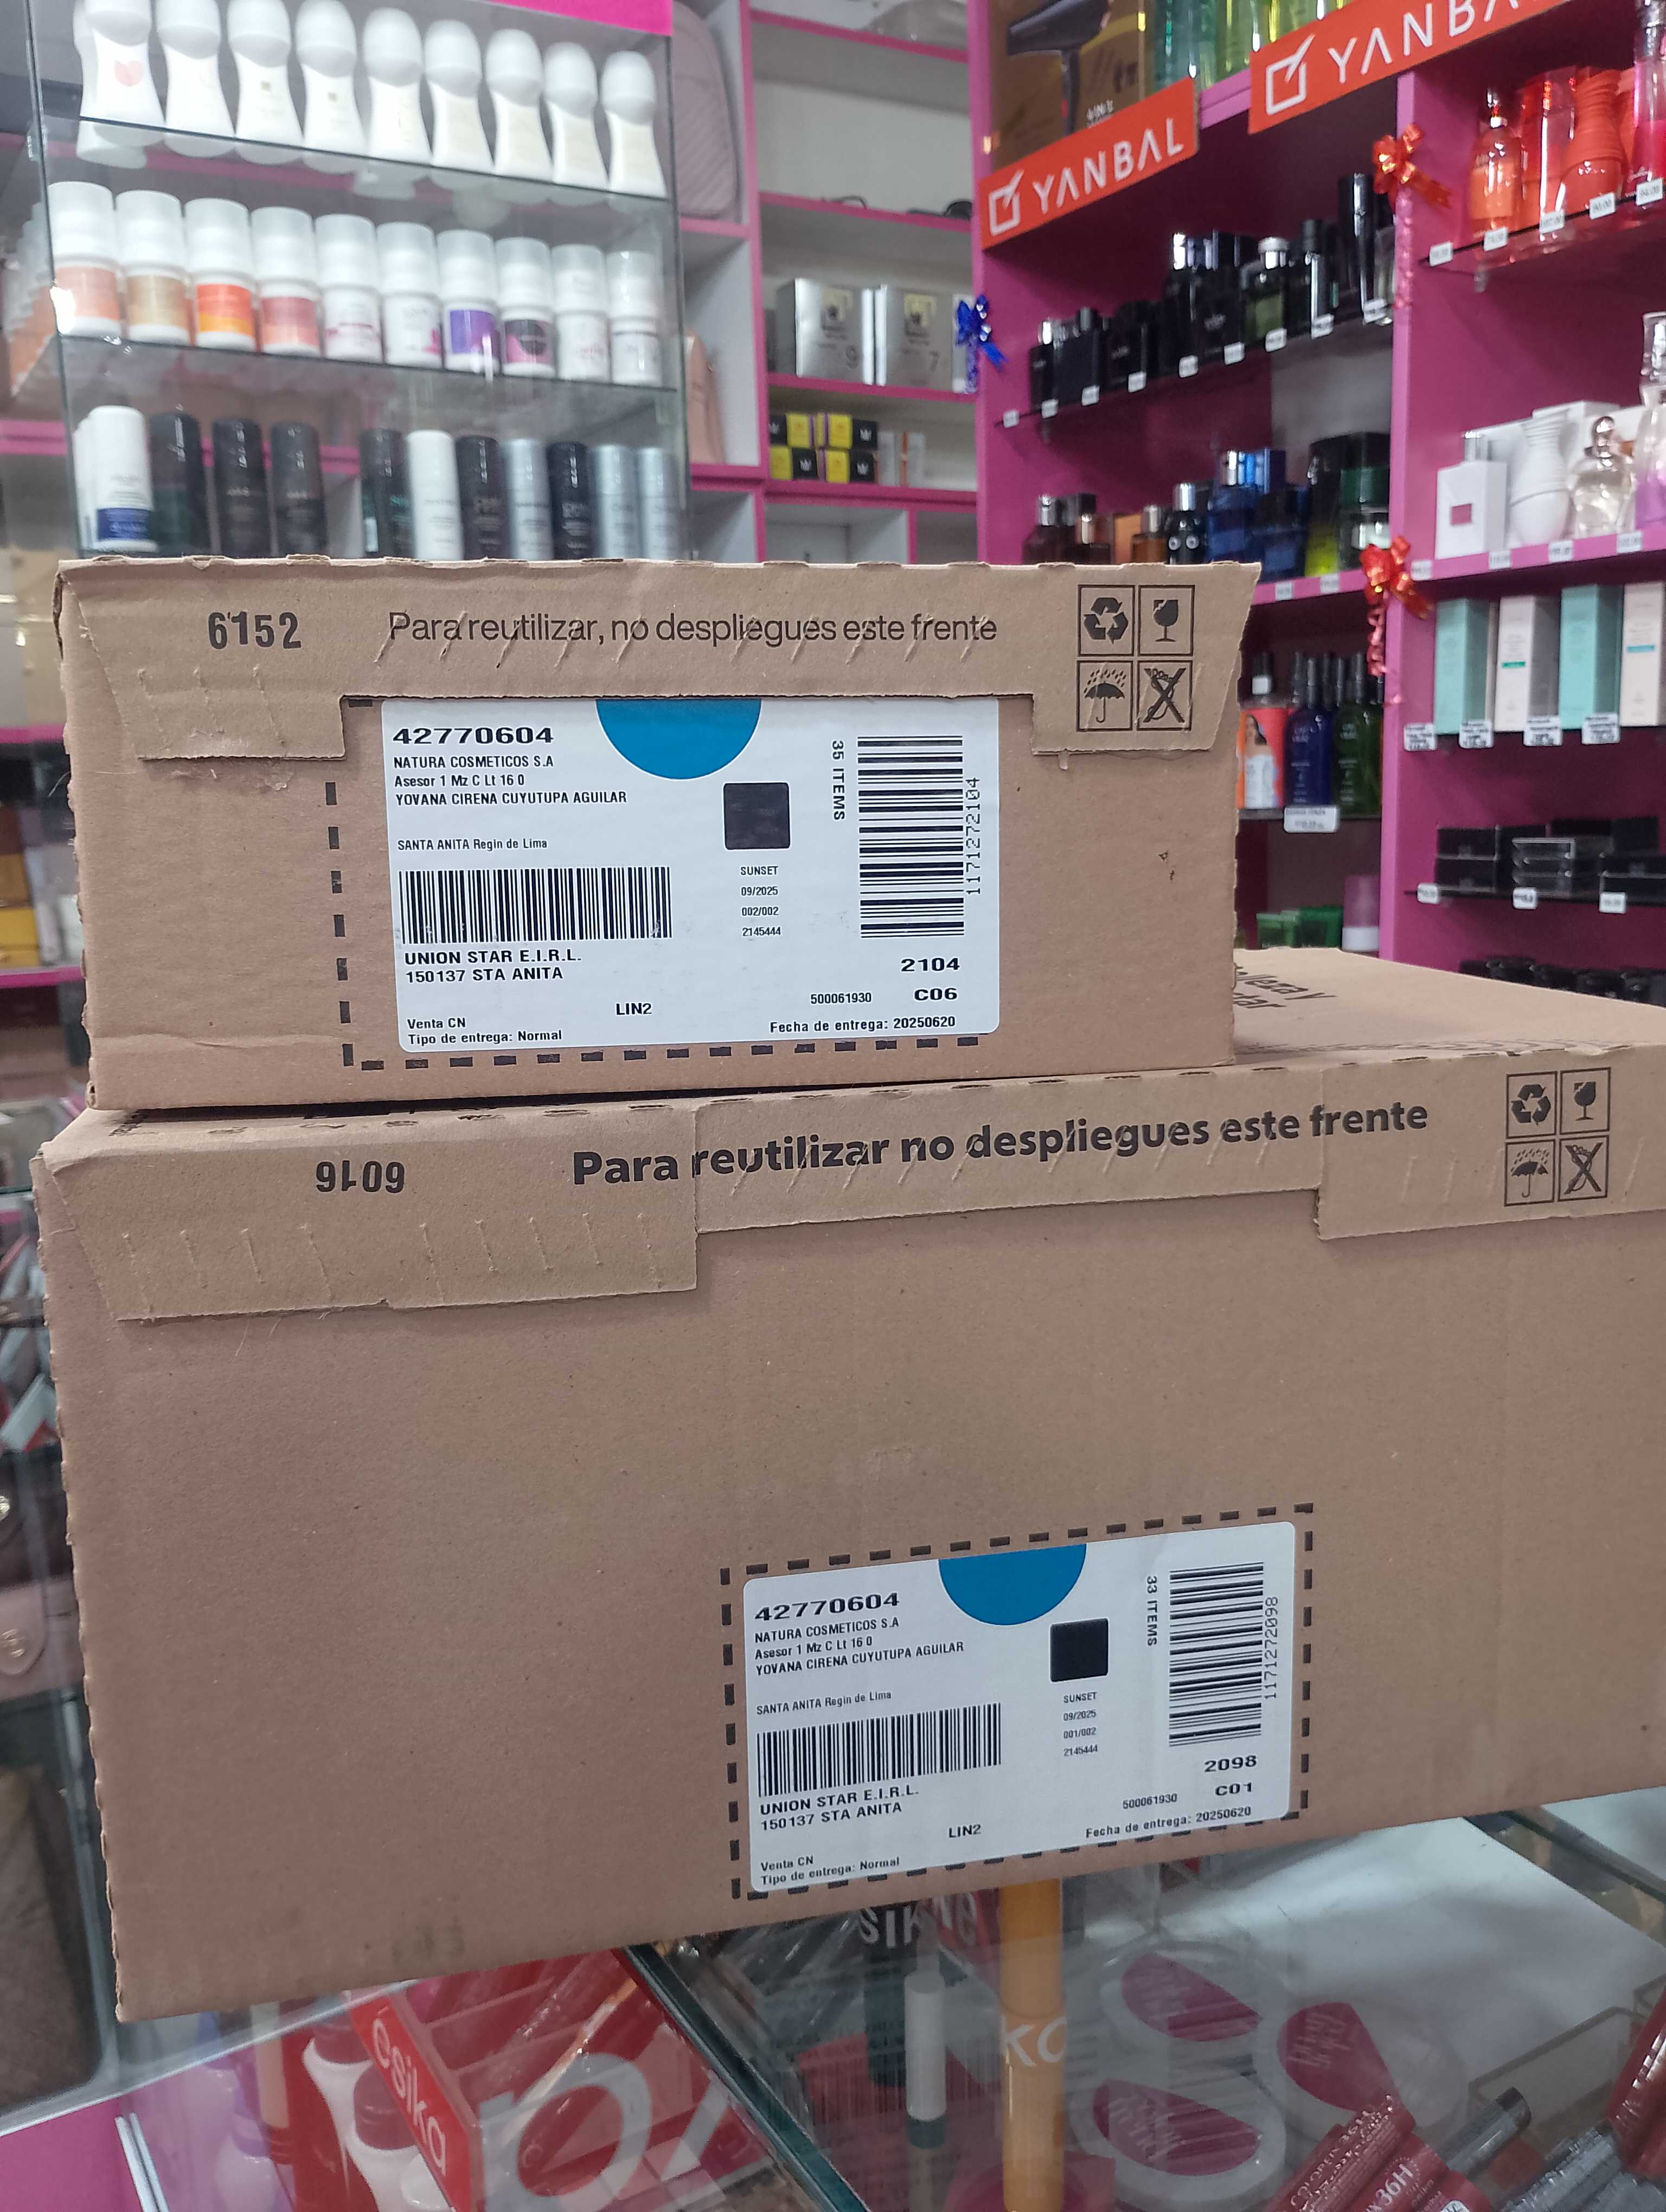 YANBAL
YANBA
6152
Para reutilizar, no despliegues este frente
42770604
NATURA COSMETICOS S.A
Asesor 1 Mz C Lt 16 0
YOVANA CIRENA CUYUTUPA AGUILAR
SANTA ANITA Regin de Lima
SUNSET
09/2025
002/002
2145444
35 ITEMS
1171272104
UNION STAR E.I.R.L.
150137 STA ANITA
2104
500061930 C06
LIN2
Venta CN
Tipo de entrega: Normal
Fecha de entrega: 20250620
6016
Para reutilizar no despliegues este frente
42770604
NATURA COSMETICOS S.A
Asesor 1 Mz C Lt 16 0
YOVANA CIRENA CUYUTUPA AGUILAR
SANTA ANITA Regin de Lima
SUNSET
09/2025
001/002
2145444
33 ITEMS
1171272098
UNION STAR E.I.R.L.
150137 STA ANITA
2098
500061930 C01
LIN2
Venta CN
Tipo de entrega: Normal
Fecha de entrega: 20250620
esika